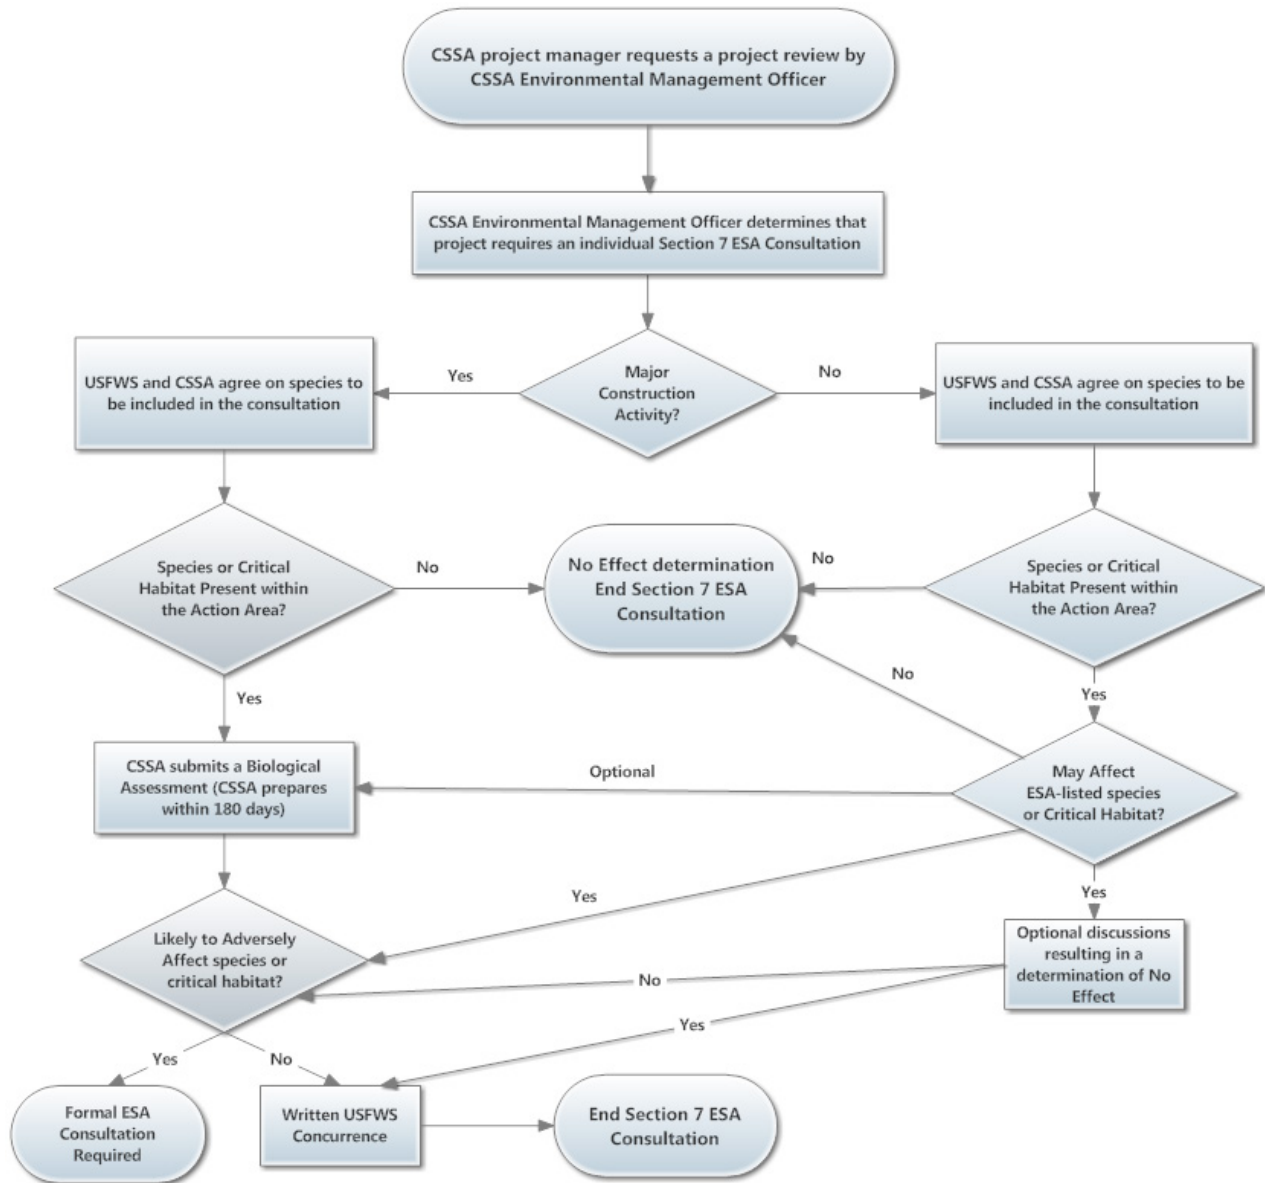 CSSA project manager requests a project review by
CSSA Environmental Management Officer
CSSA Environmental Management Officer determines that
project requires an individual Section 7 ESA Consultation
USFWS and CSSA agree on species to
be included in the consultation
Yes
Major
Construction
Activity?
No
USFWS and CSSA agree on species to be
included in the consultation
Species or Critical
Habitat Present within
the Action Area?
No
No Effect determination
End Section 7 ESA
Consultation
No
Species or Critical
Habitat Present within
the Action Area?
No
Yes
Yes
CSSA submits a Biological
Assessment (CSSA prepares
within 180 days)
Optional
May Affect
ESA-listed species
or Critical Habitat?
Yes
Yes
Likely to Adversely
Affect species or
critical habitat?
No
Optional discussions
resulting in a
determination of No
Effect
Yes
Yes
No
Formal ESA
Consultation
Required
Written USFWS
Concurrence
End Section 7 ESA
Consultation